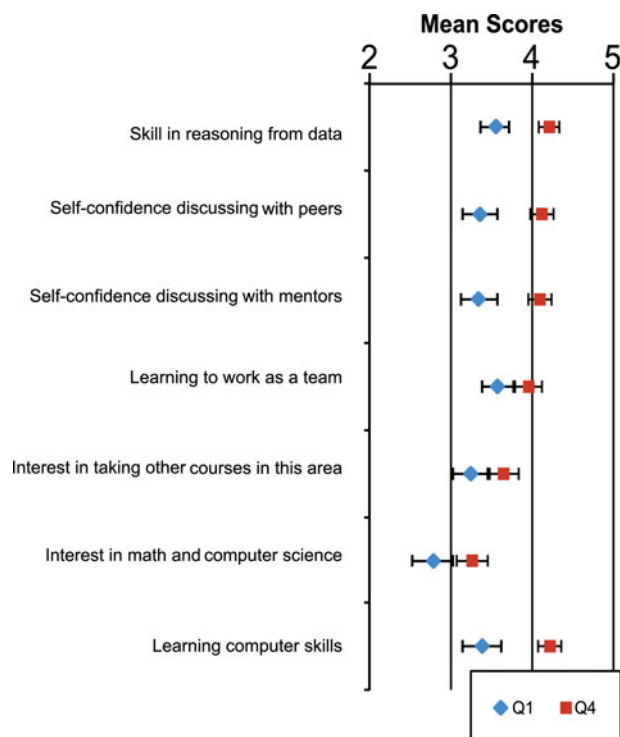 Mean Scores
2 3 4 5
Skill in reasoning from data
Self-confidence discussing with peers
Self-confidence discussing with mentors
Learning to work as a team
Interest in taking other courses in this area
Interest in math and computer science
Learning computer skills
Q1 Q4